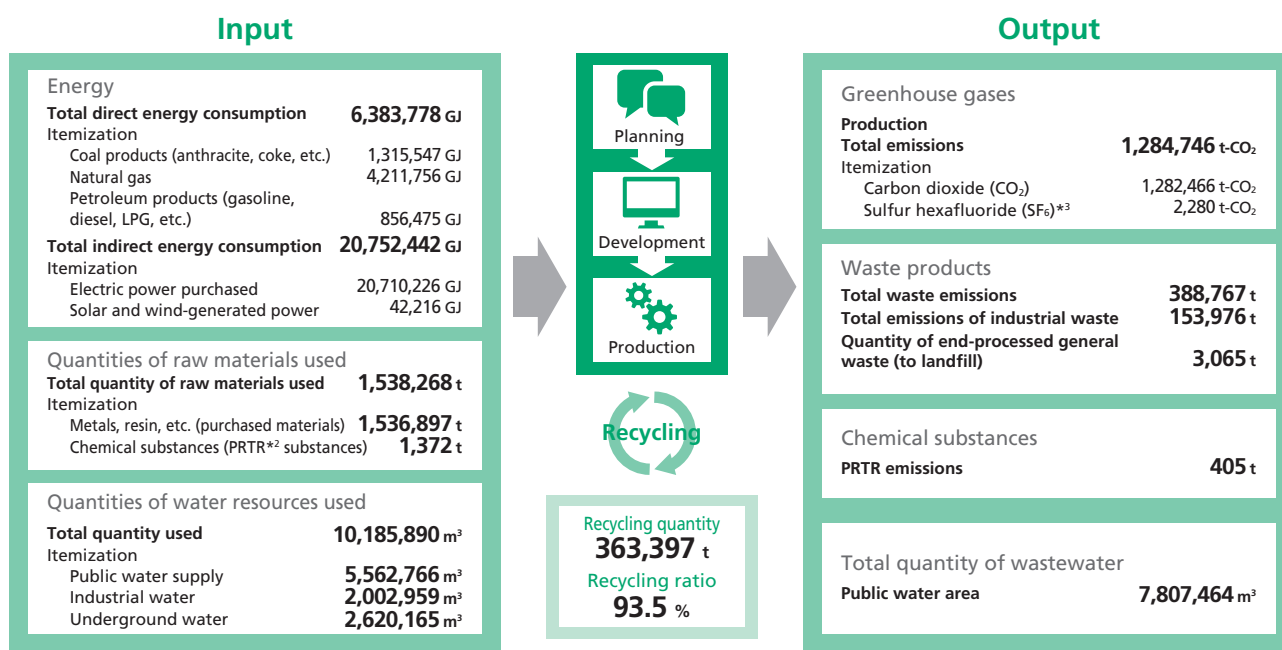 Input
Energy
Total direct energy consumption 6,383,778 GJ
Itemization
Coal products (anthracite, coke, etc.) 1,315,547 GJ
Natural gas 4,211,756 GJ
Petroleum products (gasoline,
diesel, LPG, etc.) 856,475 GJ
Total indirect energy consumption 20,752,442 GJ
Itemization
Electric power purchased 20,710,226 GJ
Solar and wind-generated power 42,216 GJ
Quantities of raw materials used
Total quantity of raw materials used 1,538,268 t
Itemization
Metals, resin, etc. (purchased materials) 1,536,897 t
Chemical substances (PRTR*² substances) 1,372 t
Quantities of water resources used
Total quantity used 10,185,890 m³
Itemization
Public water supply 5,562,766 m³
Industrial water 2,002,959 m³
Underground water 2,620,165 m³
Planning
Development
Production
Recycling
Recycling quantity
363,397 t
Recycling ratio
93.5 %
Output
Greenhouse gases
Production
Total emissions 1,284,746 t-CO₂
Itemization
Carbon dioxide (CO₂) 1,282,466 t-CO₂
Sulfur hexafluoride (SF₆)*³ 2,280 t-CO₂
Waste products
Total waste emissions 388,767 t
Total emissions of industrial waste 153,976 t
Quantity of end-processed general
waste (to landfill) 3,065 t
Chemical substances
PRTR emissions 405 t
Total quantity of wastewater
Public water area 7,807,464 m³